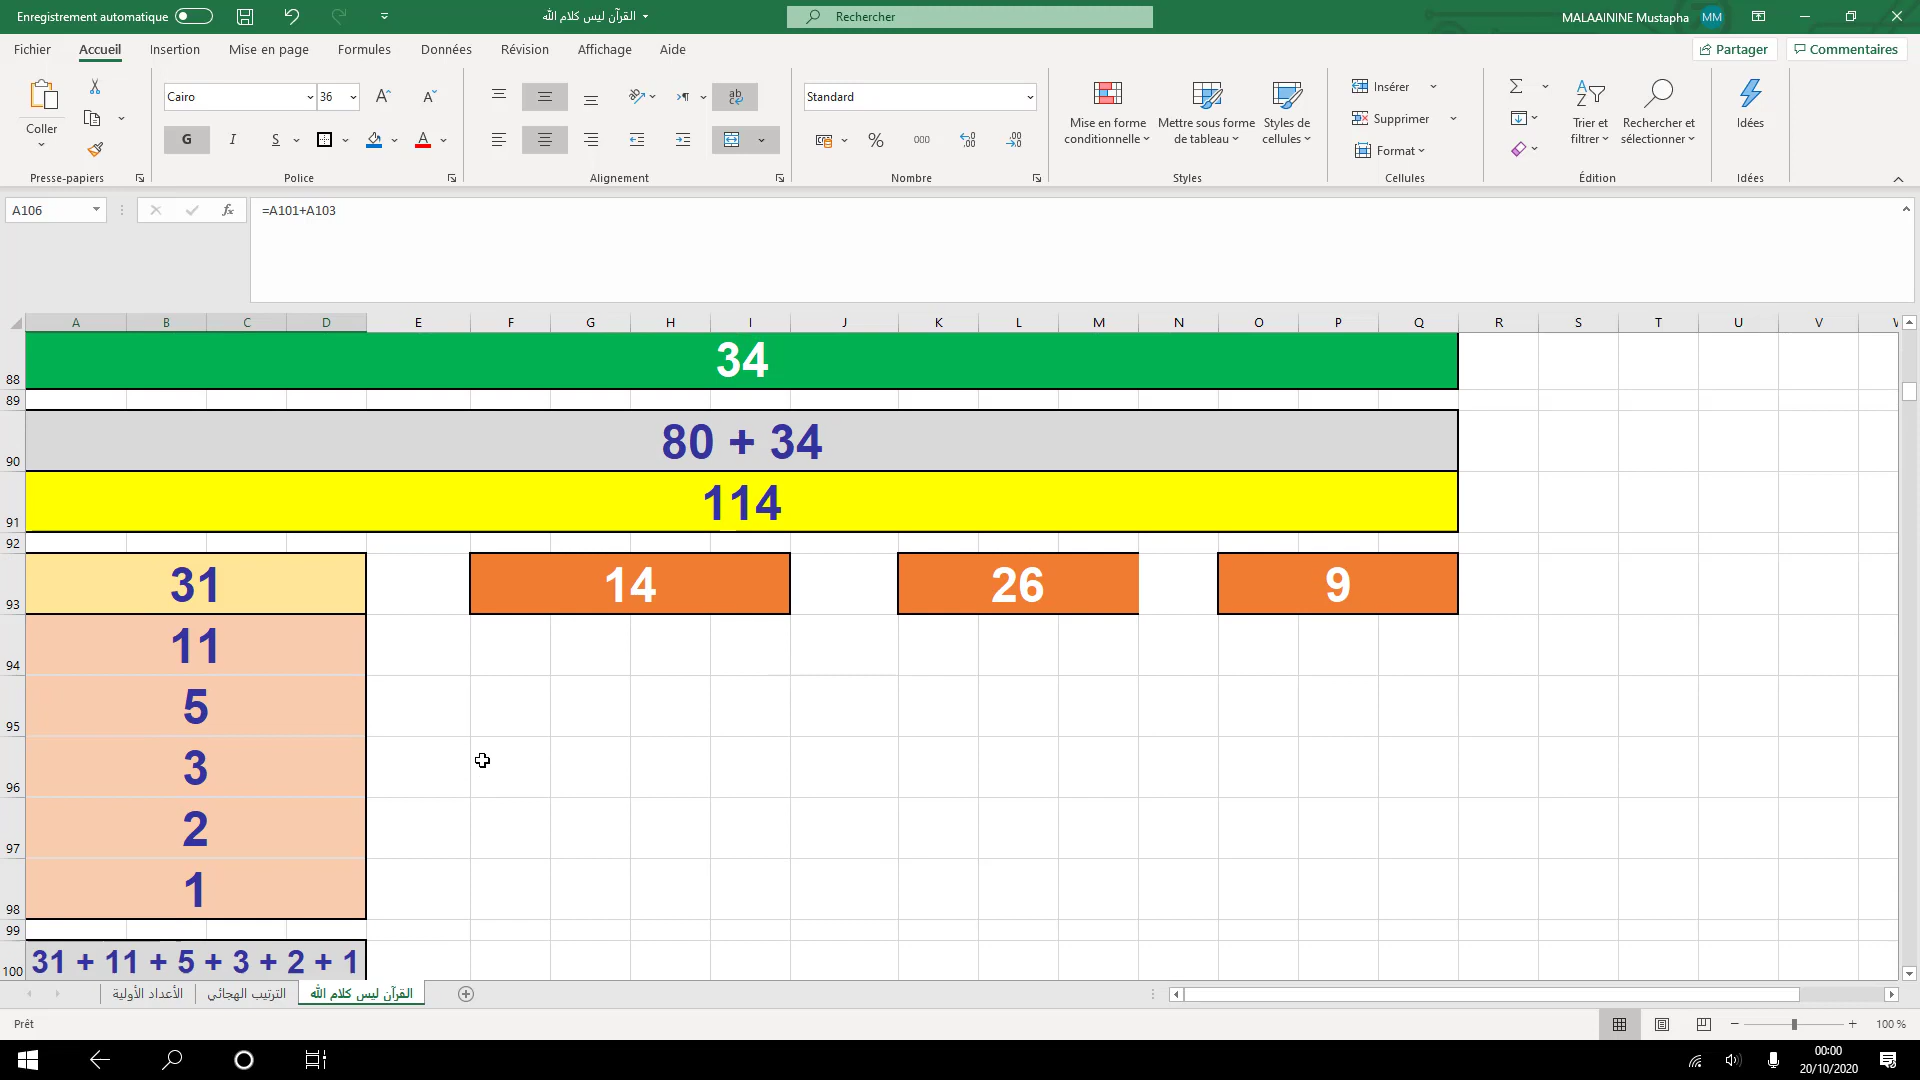 Enregistrement automatique
القرآن ليس كلام الله
Rechercher
MALAAININE Mustapha
MM
Fichier
Accueil
Insertion
Mise en page
Formules
Données
Révision
Affichage
Aide
Partager
Commentaires
Coller
Presse-papiers
Cairo
36
G
I
S
Police
ab
Alignement
Standard
%
000
Nombre
Mise en forme
conditionnelle
Mettre sous forme
de tableau
Styles de
cellules
Styles
Insérer
Supprimer
Format
Cellules
Trier et
filtrer
Rechercher et
sélectionner
Édition
Idées
Idées
A106
fx
=A101+A103
A B C D E F G H I J K L M N O P Q R S T U V
88
34
89
90
80 + 34
91
114
92
93
31
14
26
9
94
11
95
5
96
3
97
2
98
1
99
100
31 + 11 + 5 + 3 + 2 + 1
الأعداد الأولية
الترتيب الهجائي
القرآن ليس كلام الله
Prêt
100 %
00:00
20/10/2020